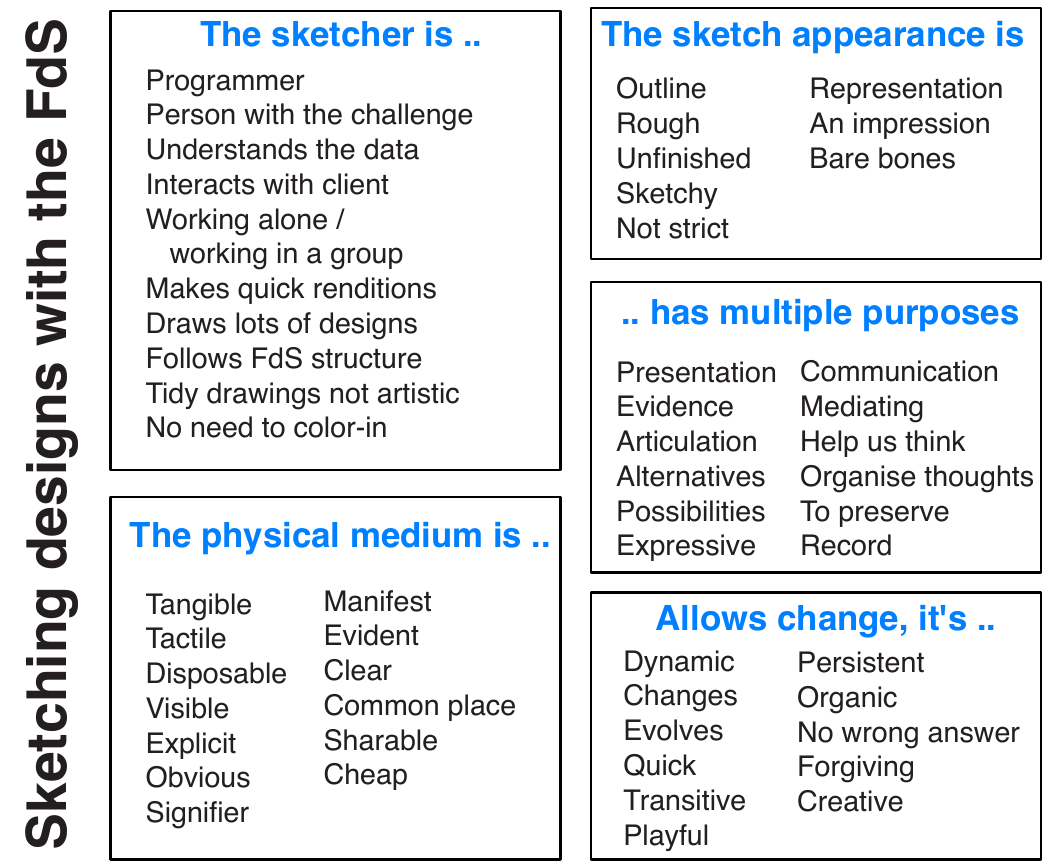 Sketching designs with the FdS
The sketcher is ..
Programmer
Person with the challenge
Understands the data
Interacts with client
Working alone /
working in a group
Makes quick renditions
Draws lots of designs
Follows FdS structure
Tidy drawings not artistic
No need to color-in
The physical medium is ..
Tangible
Tactile
Disposable
Visible
Explicit
Obvious
Signifier
Manifest
Evident
Clear
Common place
Sharable
Cheap
The sketch appearance is
Outline
Rough
Unfinished
Sketchy
Not strict
Representation
An impression
Bare bones
.. has multiple purposes
Presentation
Evidence
Articulation
Alternatives
Possibilities
Expressive
Communication
Mediating
Help us think
Organise thoughts
To preserve
Record
Allows change, it's ..
Dynamic
Changes
Evolves
Quick
Transitive
Playful
Persistent
Organic
No wrong answer
Forgiving
Creative